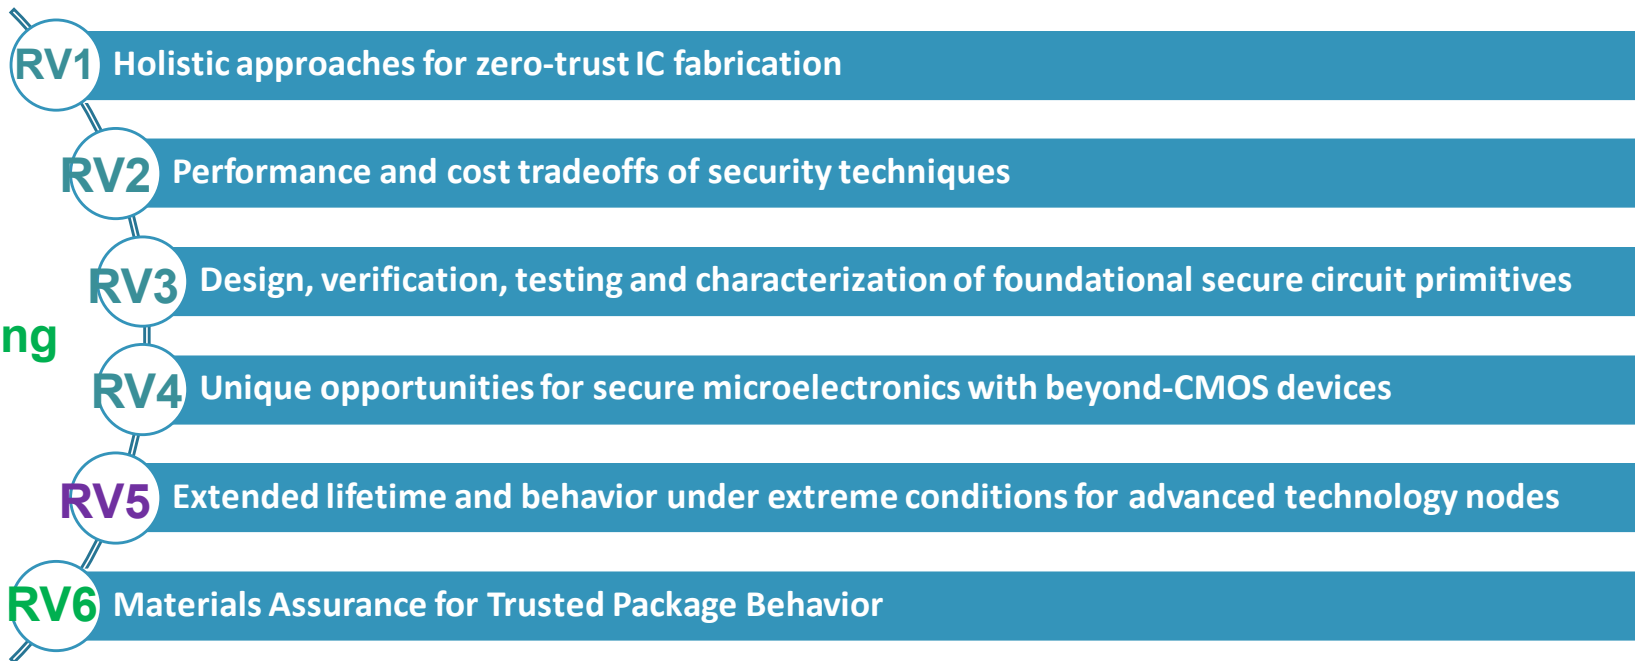 RV1 Holistic approaches for zero-trust IC fabrication
RV2 Performance and cost tradeoffs of security techniques
RV3 Design, verification, testing and characterization of foundational secure circuit primitives
ng
RV4 Unique opportunities for secure microelectronics with beyond-CMOS devices
RV5 Extended lifetime and behavior under extreme conditions for advanced technology nodes
RV6 Materials Assurance for Trusted Package Behavior